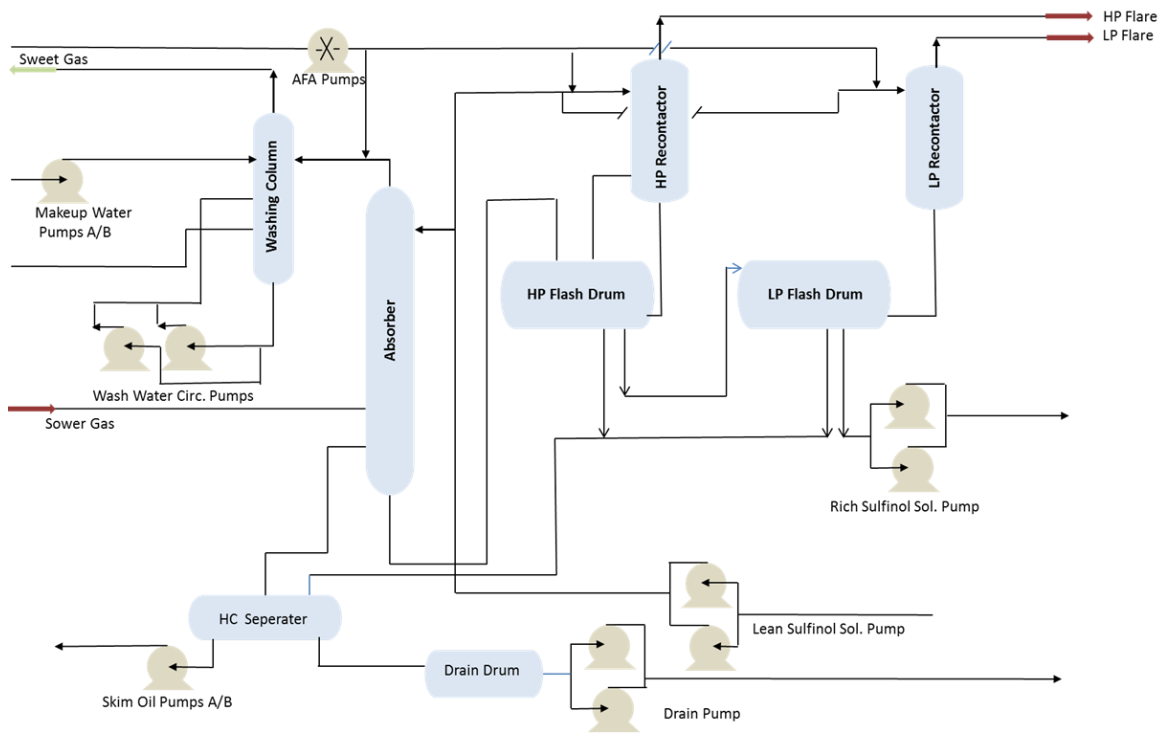 HP Flare
LP Flare
Sweet Gas
AFA Pumps
HP Recontactor
LP Recontactor
Washing Column
Makeup Water
Pumps A/B
HP Flash Drum
LP Flash Drum
Absorber
Wash Water Circ. Pumps
Sower Gas
Rich Sulfinol Sol. Pump
HC Seperater
Lean Sulfinol Sol. Pump
Drain Drum
Skim Oil Pumps A/B
Drain Pump